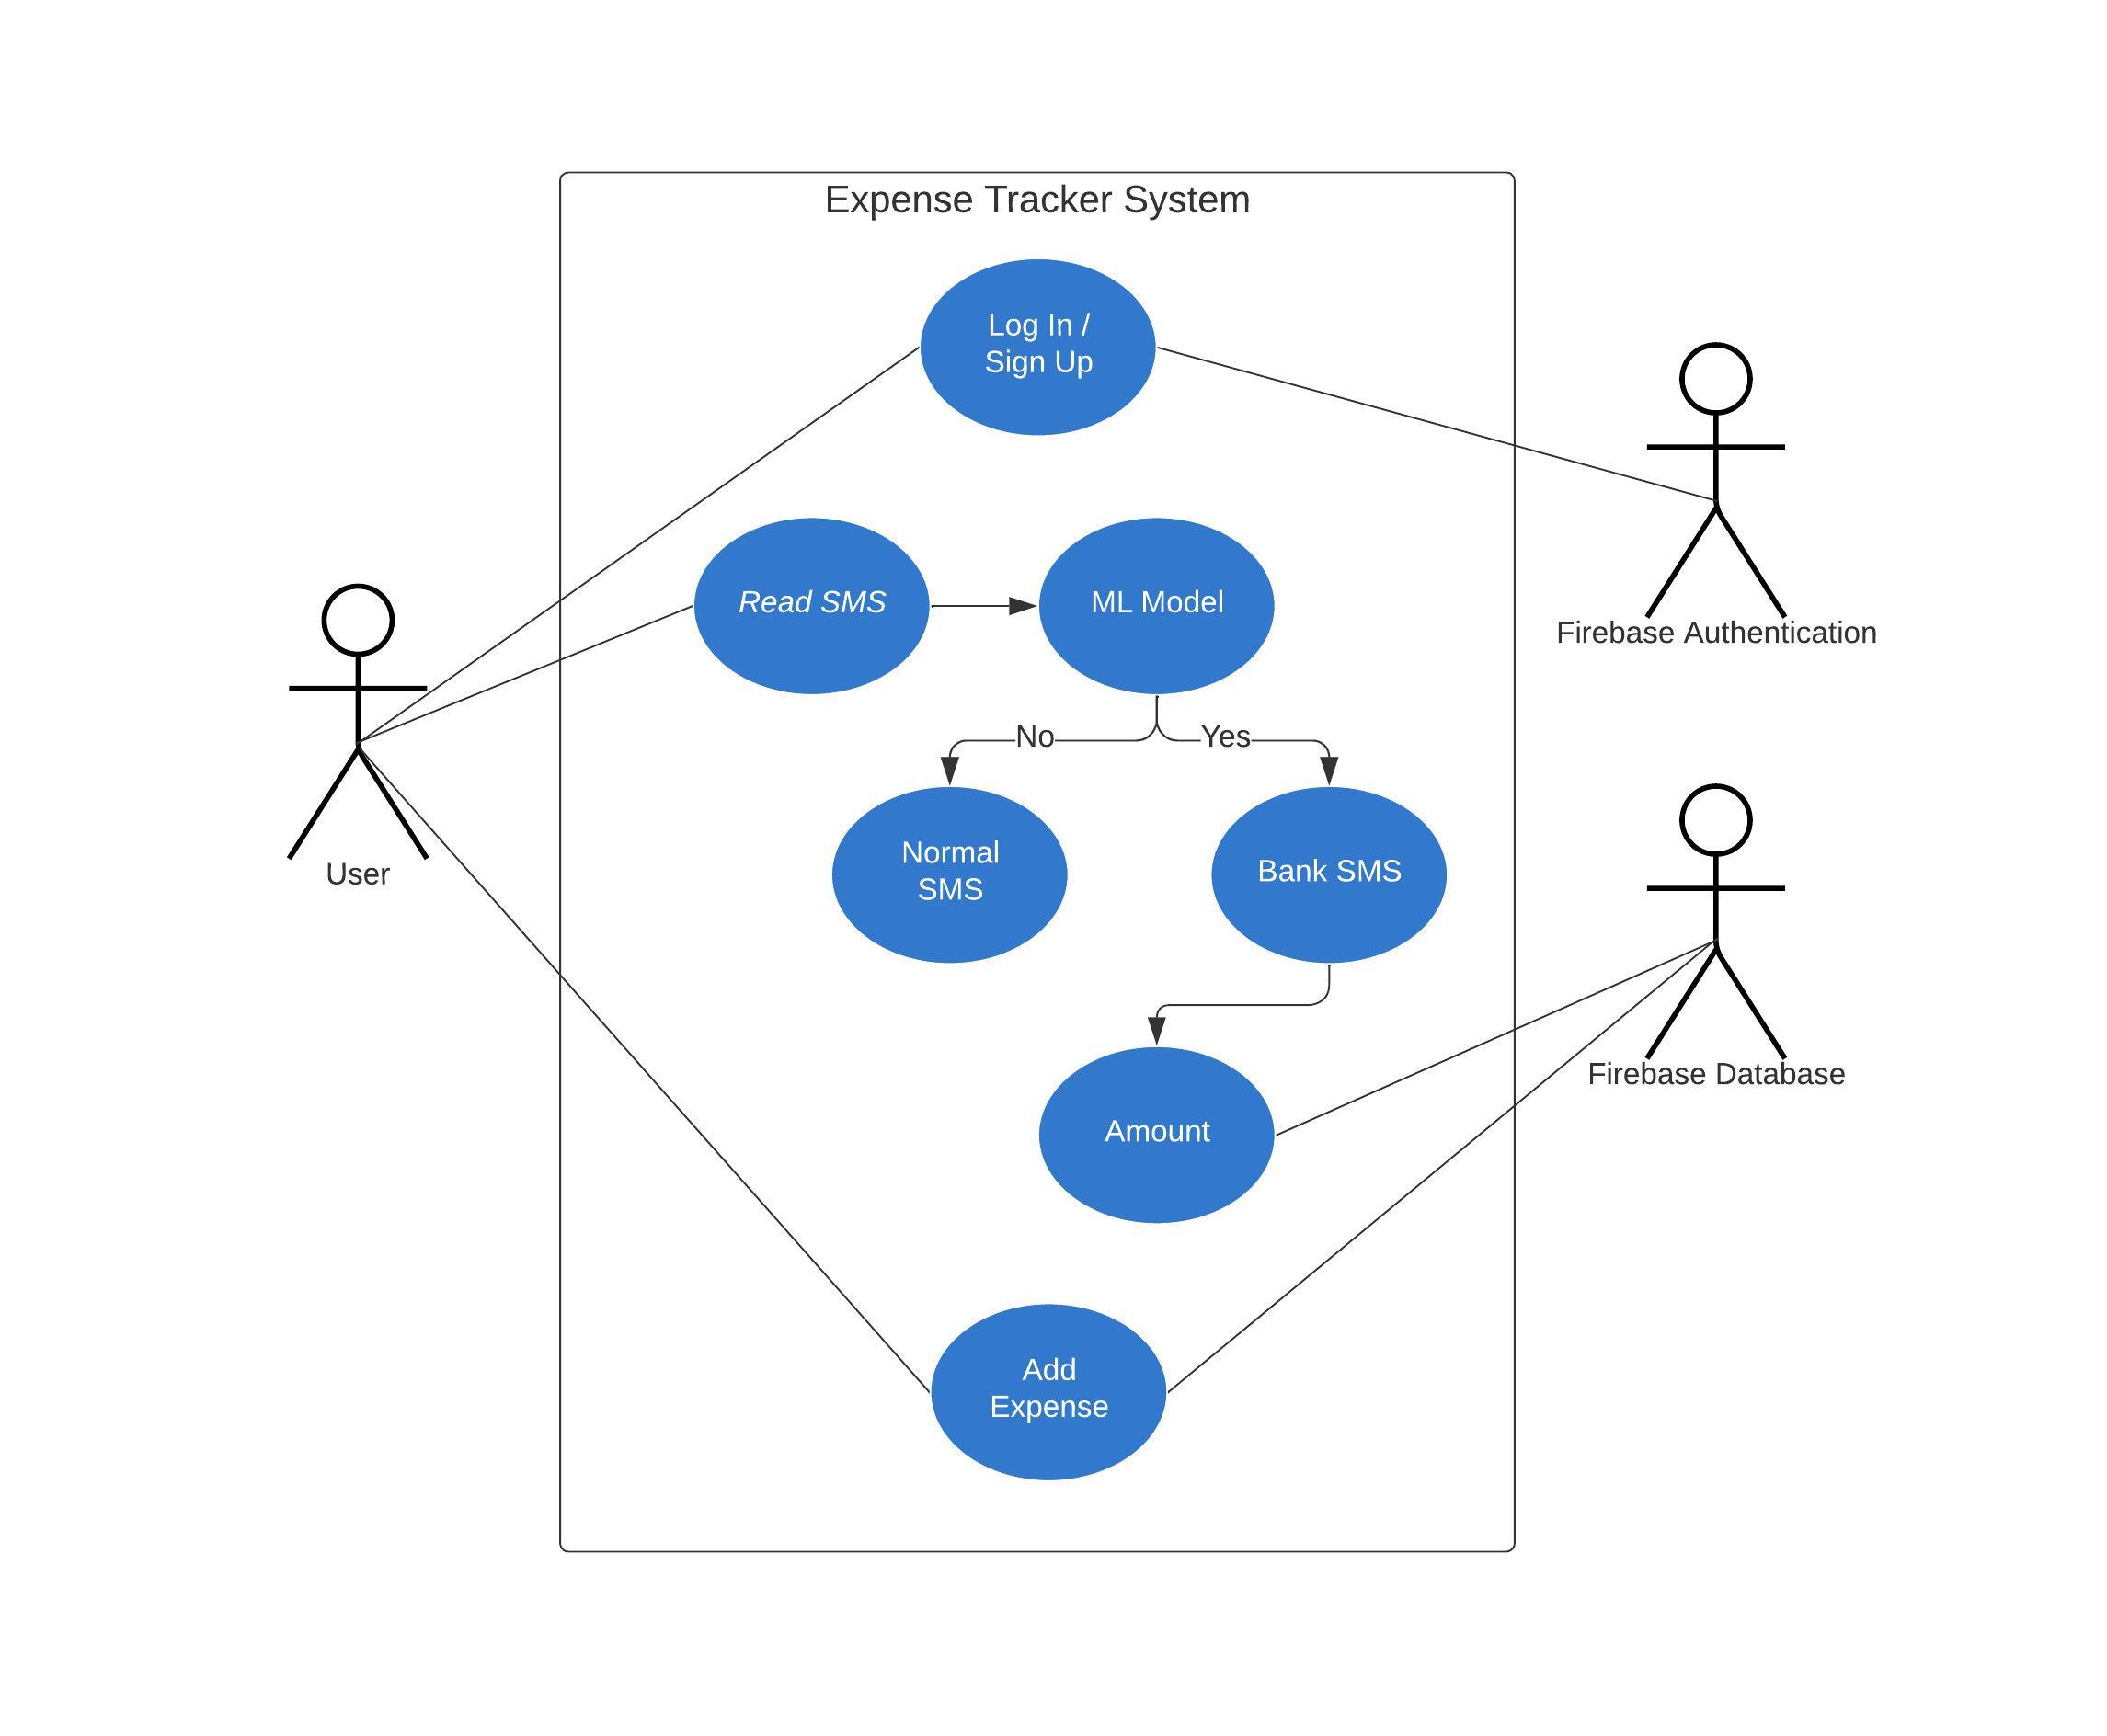 Expense Tracker System
Log In /
Sign Up
Read SMS
ML Model
Firebase Authentication
No
Yes
Normal
SMS
Bank SMS
User
Firebase Database
Amount
Add
Expense